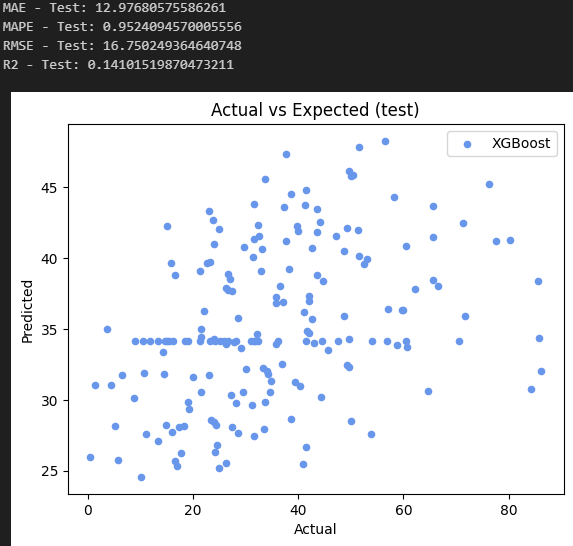 MAE - Test: 12.97680575586261
MAPE - Test: 0.9524094570005556
RMSE - Test: 16.750249364640748
R2 - Test: 0.14101519870473211
Actual vs Expected (test)
XGBoost
45
40
Predicted
35
30
25
0 20 40 60 80
Actual